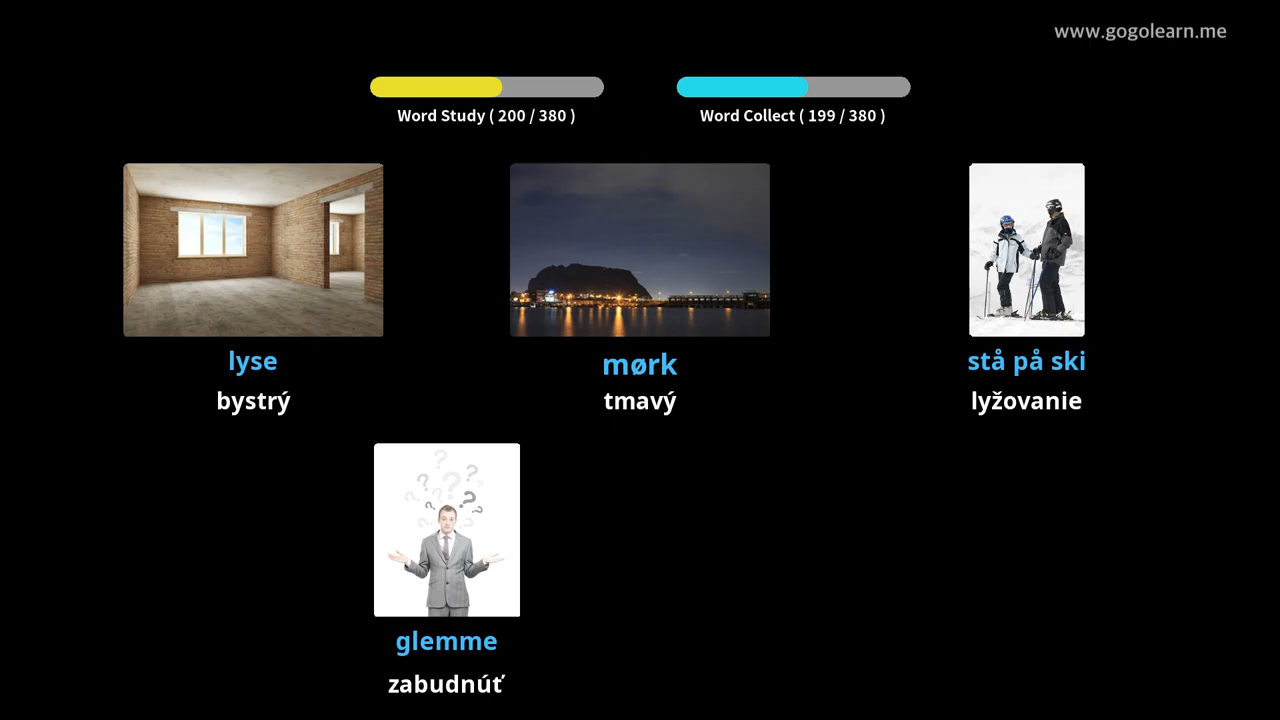 www.gogolearn.me
Word Study ( 200 / 380 )
Word Collect ( 199 / 380 )
lyse
bystrý
mørk
tmavý
stå på ski
lyžovanie
glemme
zabudnúť